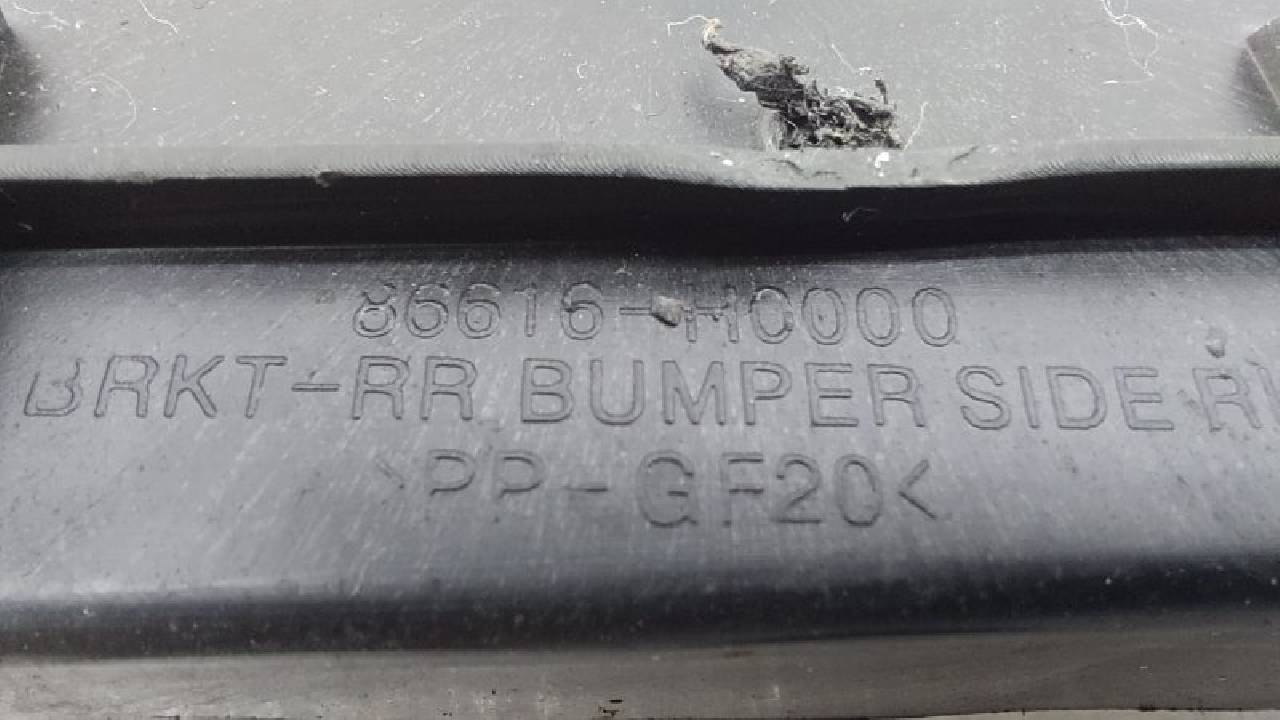 86616-H0000
BRKT-RR BUMPER SIDE R
>PP-GF20<